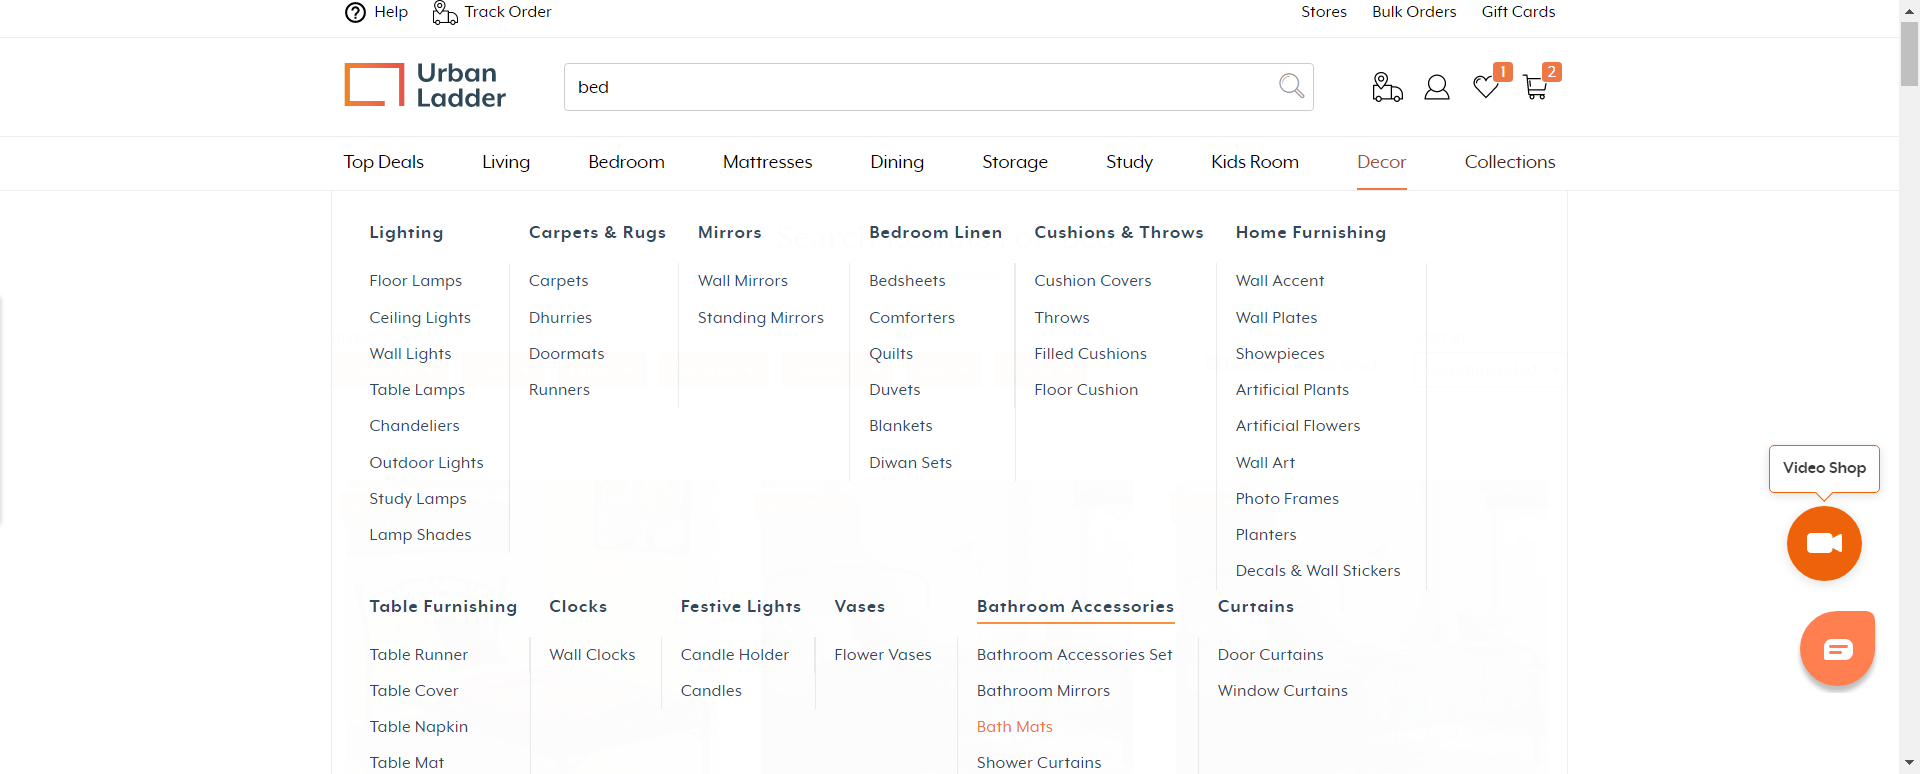 Help
Track Order
Stores
Bulk Orders
Gift Cards
Urban
Ladder
bed
1
2
Top Deals
Living
Bedroom
Mattresses
Dining
Storage
Study
Kids Room
Decor
Collections
Lighting
Floor Lamps
Ceiling Lights
Wall Lights
Table Lamps
Chandeliers
Outdoor Lights
Study Lamps
Lamp Shades
Carpets & Rugs
Carpets
Dhurries
Doormats
Runners
Mirrors
Wall Mirrors
Standing Mirrors
Bedroom Linen
Bedsheets
Comforters
Quilts
Duvets
Blankets
Diwan Sets
Cushions & Throws
Cushion Covers
Throws
Filled Cushions
Floor Cushion
Home Furnishing
Wall Accent
Wall Plates
Showpieces
Artificial Plants
Artificial Flowers
Wall Art
Photo Frames
Planters
Decals & Wall Stickers
Table Furnishing
Table Runner
Table Cover
Table Napkin
Table Mat
Clocks
Wall Clocks
Festive Lights
Candle Holder
Candles
Vases
Flower Vases
Bathroom Accessories
Bathroom Accessories Set
Bathroom Mirrors
Bath Mats
Shower Curtains
Curtains
Door Curtains
Window Curtains
Video Shop